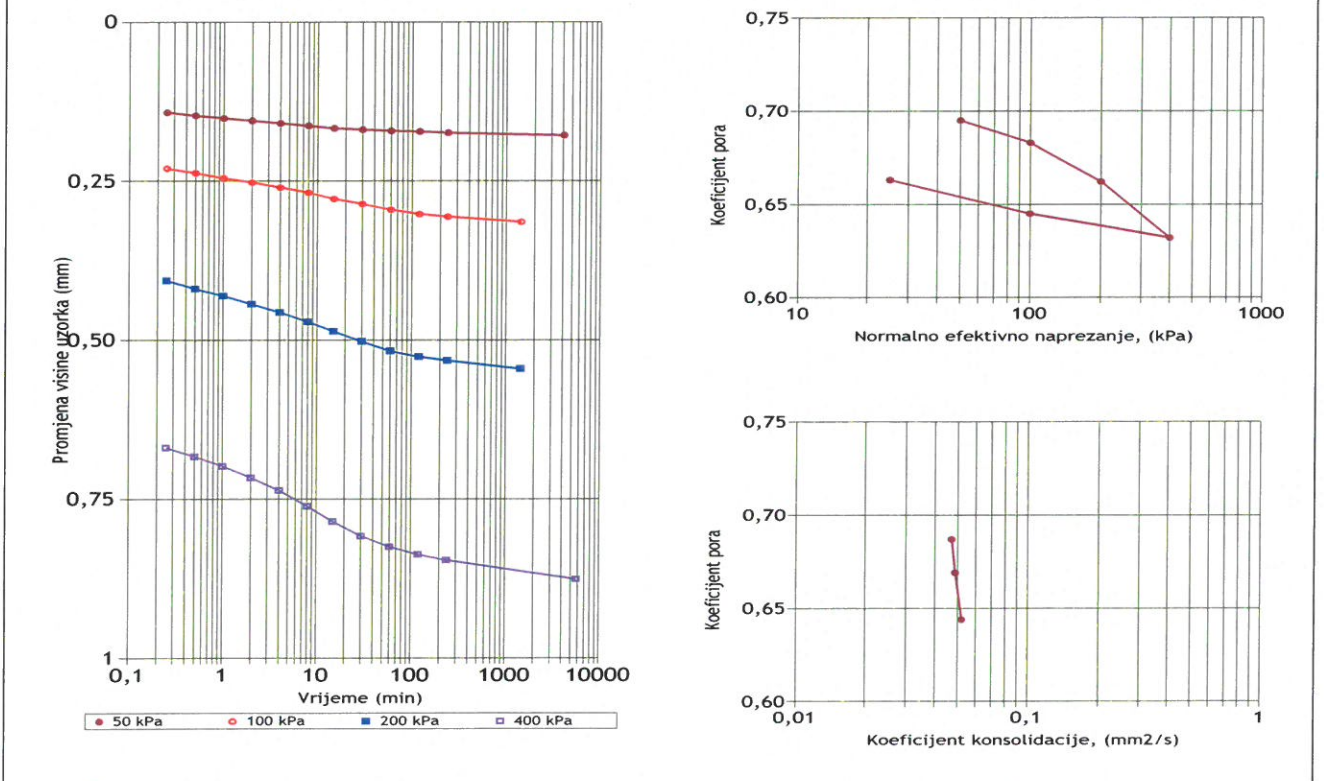 0
0,25
0,50
0,75
1
Promjena visine uzorka (mm)
0,1 1 10 100 1000 10000
Vrijeme (min)
50 kPa 100 kPa 200 kPa 400 kPa
0,75
0,70
0,65
0,60
Koeficijent pora
10 100 1000
Normalno efektivno naprezanje, (kPa)
0,75
0,70
0,65
0,60
Koeficijent pora
0,01 0,1 1
Koeficijent konsolidacije, (mm2/s)